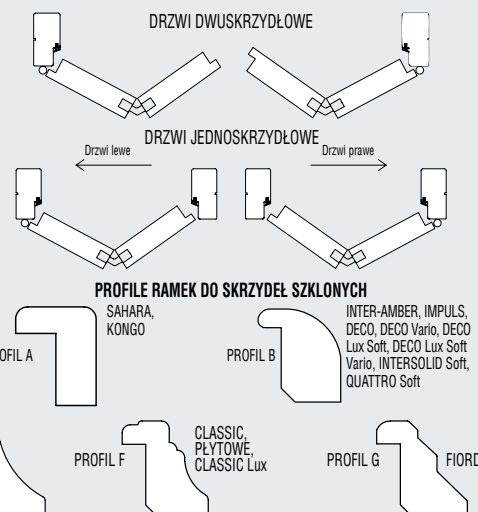 DRZWI DWUSKRZYDŁOWE
DRZWI JEDNOSKRZYDŁOWE
Drzwi lewe
Drzwi prawe
PROFILE RAMEK DO SKRZYDEŁ SZKLONYCH
OFIL A
SAHARA,
KONGO
PROFIL B
INTER-AMBER, IMPULS,
DECO, DECO Vario, DECO
Lux Soft, DECO Lux Soft
Vario, INTERSOLID Soft,
QUATTRO Soft
PROFIL F
CLASSIC,
PŁYTOWE,
CLASSIC Lux
PROFIL G
FIORD